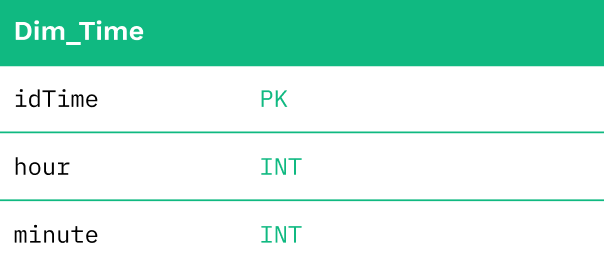 Dim_Time
idTime PK
hour INT
minute INT